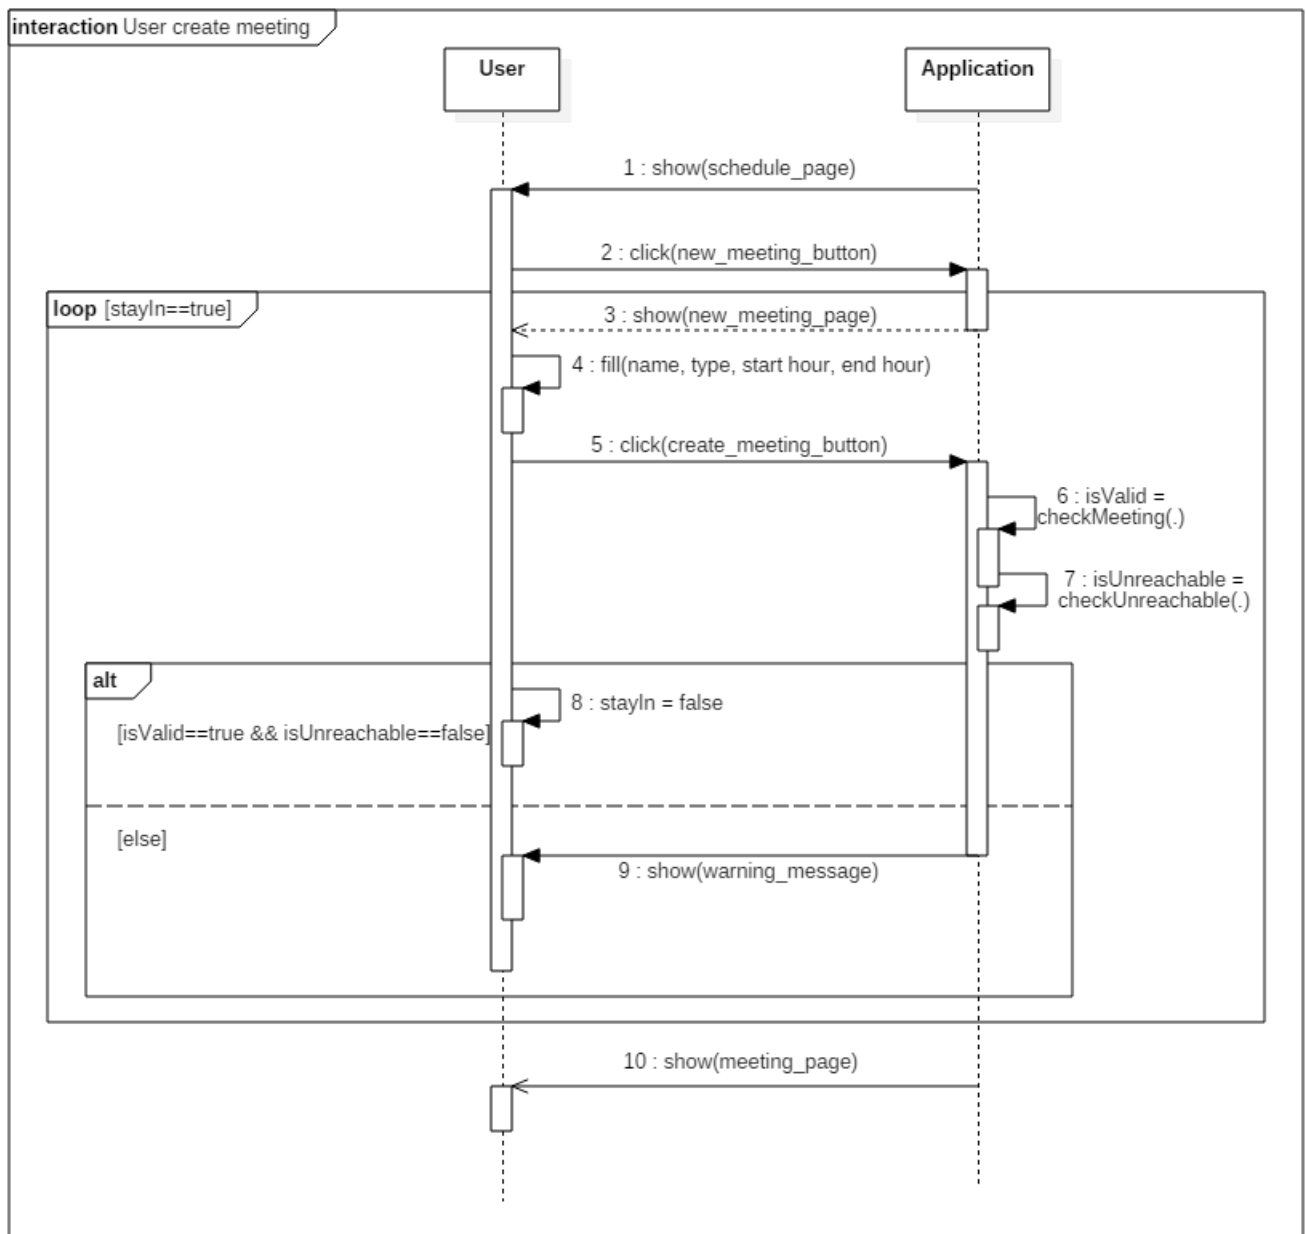 interaction User create meeting
User
Application
1 : show(schedule_page)
2 : click(new_meeting_button)
loop [stayIn==true]
3 : show(new_meeting_page)
4 : fill(name, type, start hour, end hour)
5 : click(create_meeting_button)
6 : isValid =
checkMeeting(.)
7 : isUnreachable =
checkUnreachable(.)
alt
8 : stayIn = false
[isValid==true && isUnreachable==false]
[else]
9 : show(warning_message)
10 : show(meeting_page)